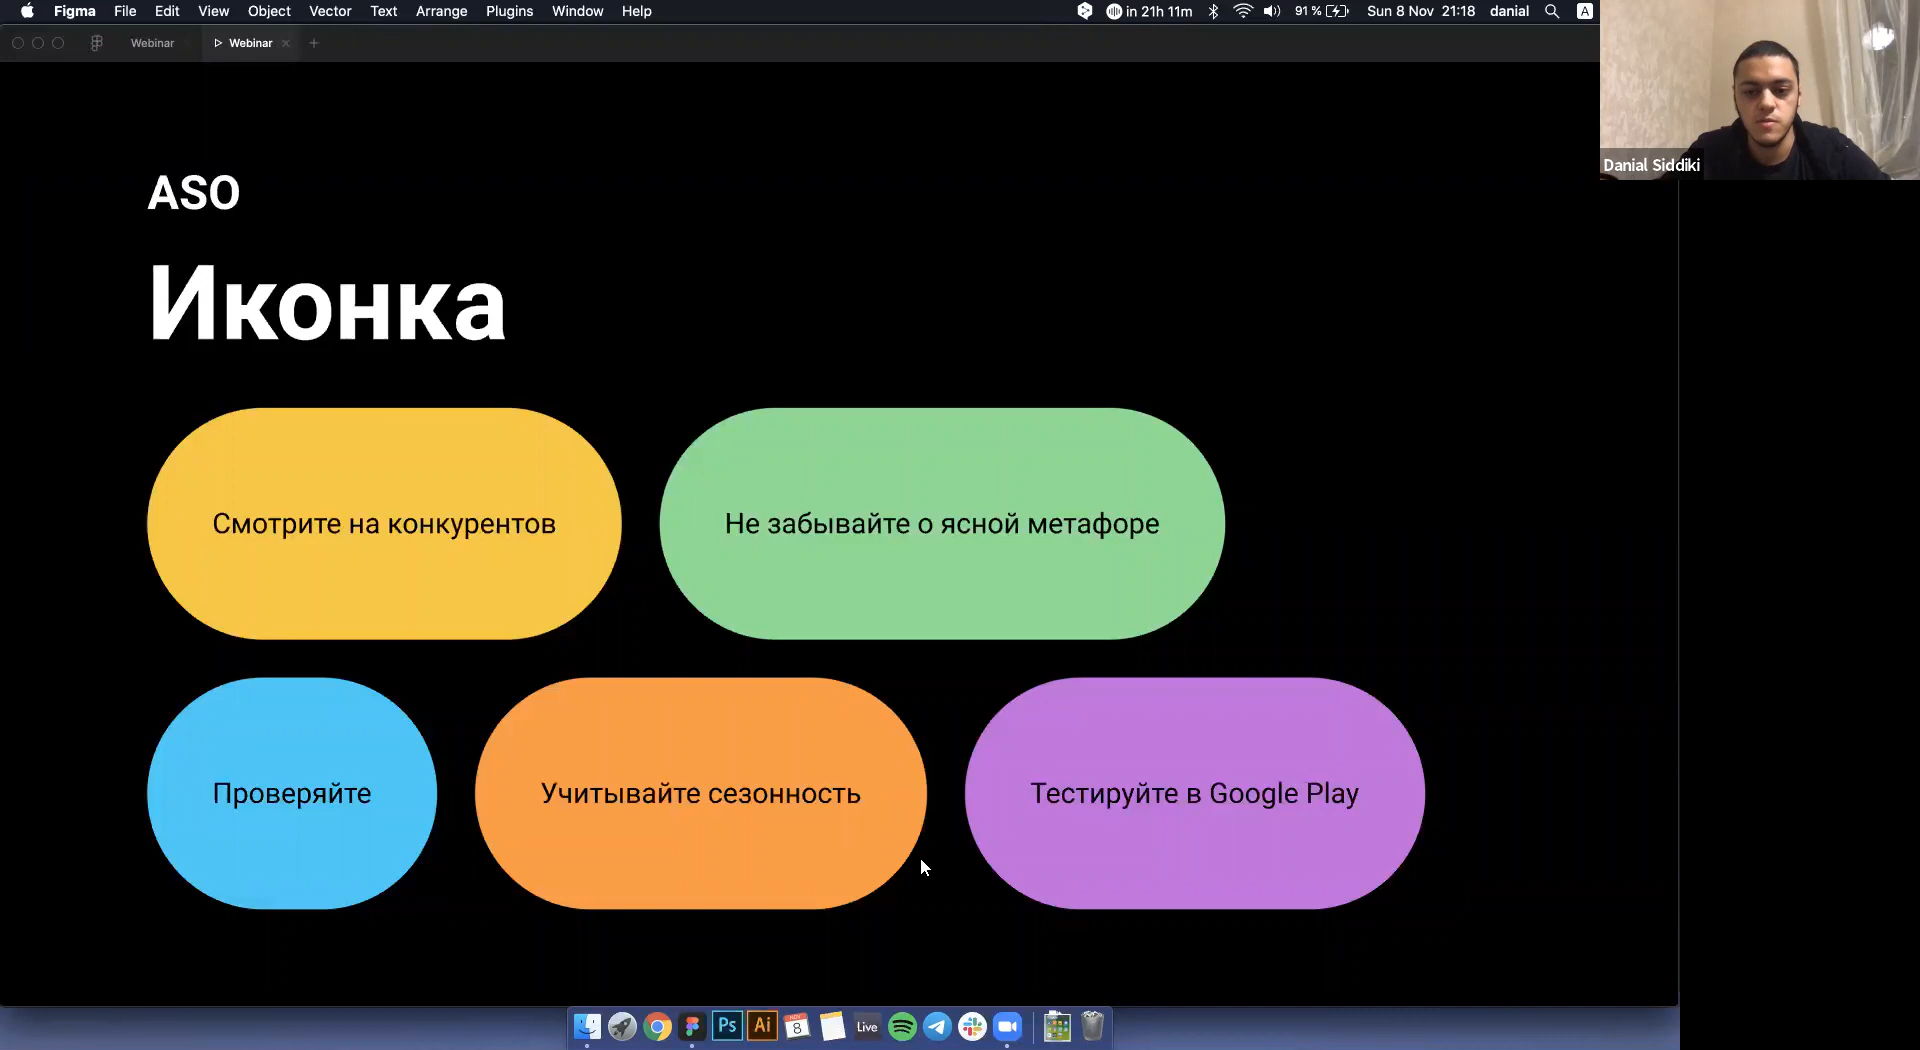 Figma File Edit View Object Vector Text Arrange Plugins Window Help in 21h 11m 91% Sun 8 Nov 21:18 danial A
Webinar Webinar
Danial Siddiki
ASO
Иконка
Смотрите на конкурентов
Не забывайте о ясной метафоре
Проверяйте
Учитывайте сезонность
Тестируйте в Google Play
Ps Ai NOV 8 Live